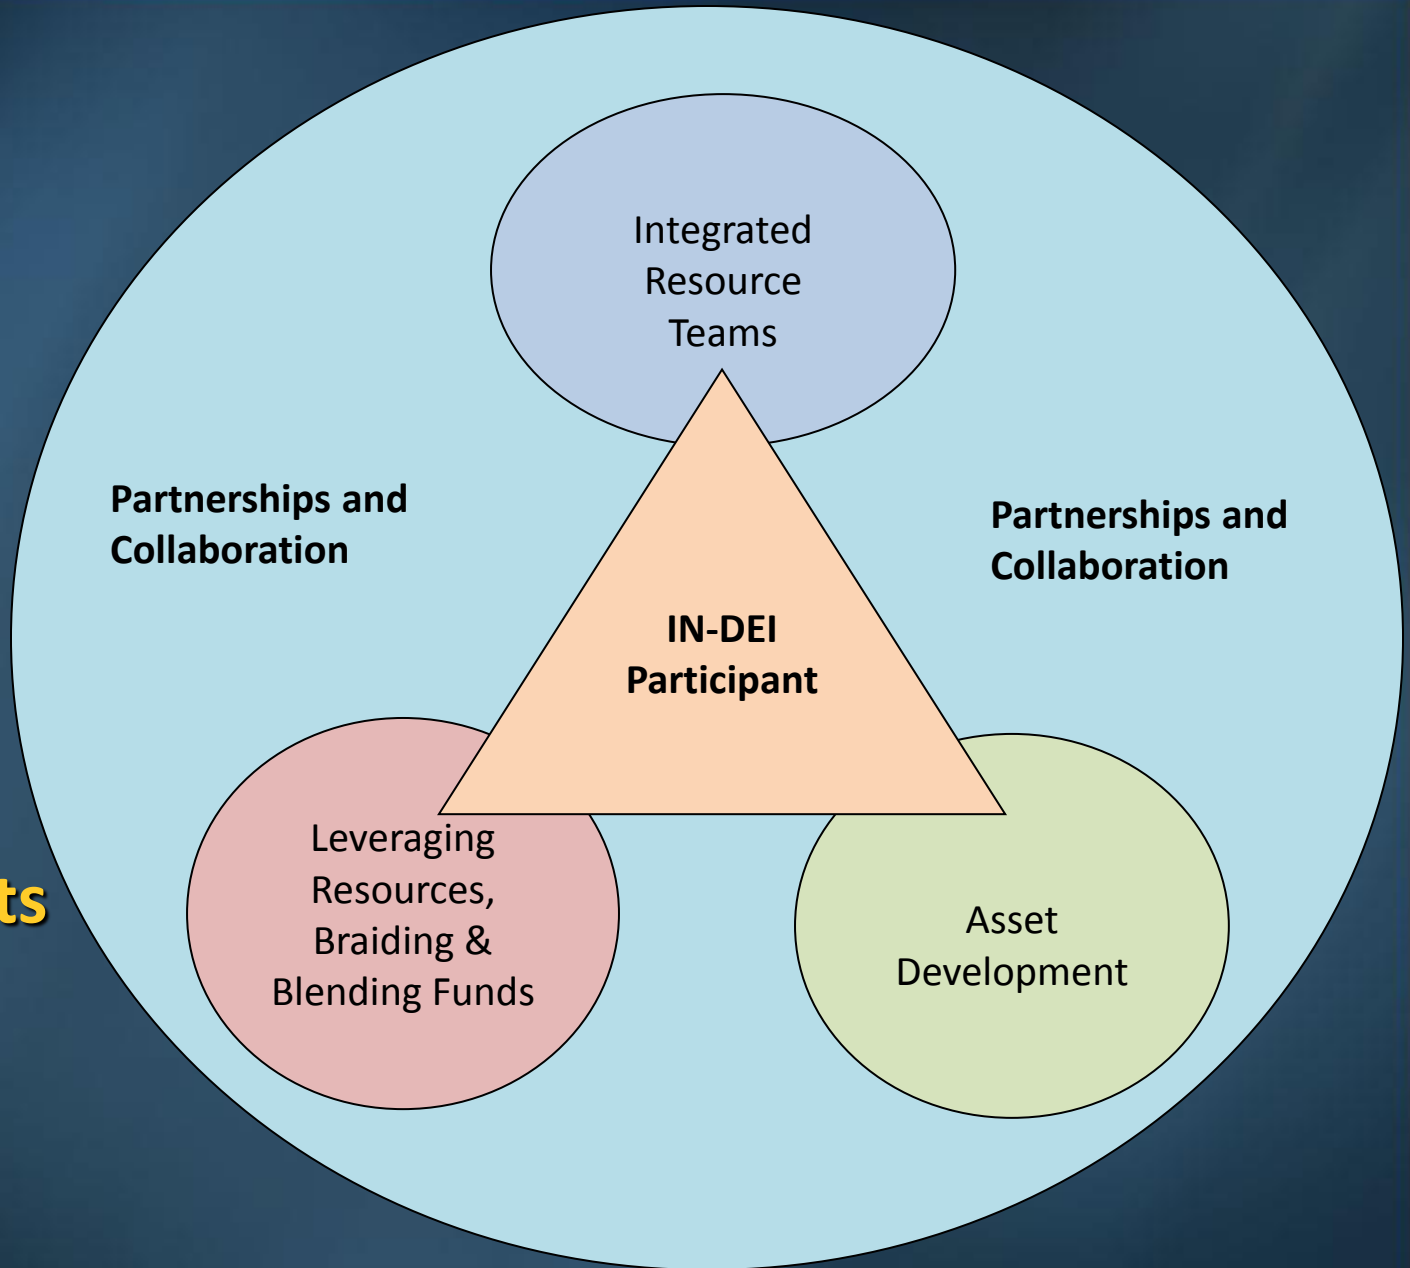 Integrated
Resource
Teams
Partnerships and
Collaboration
Partnerships and
Collaboration
IN-DEI
Participant
Leveraging
Resources,
Braiding &
Blending Funds
ts
Asset
Development